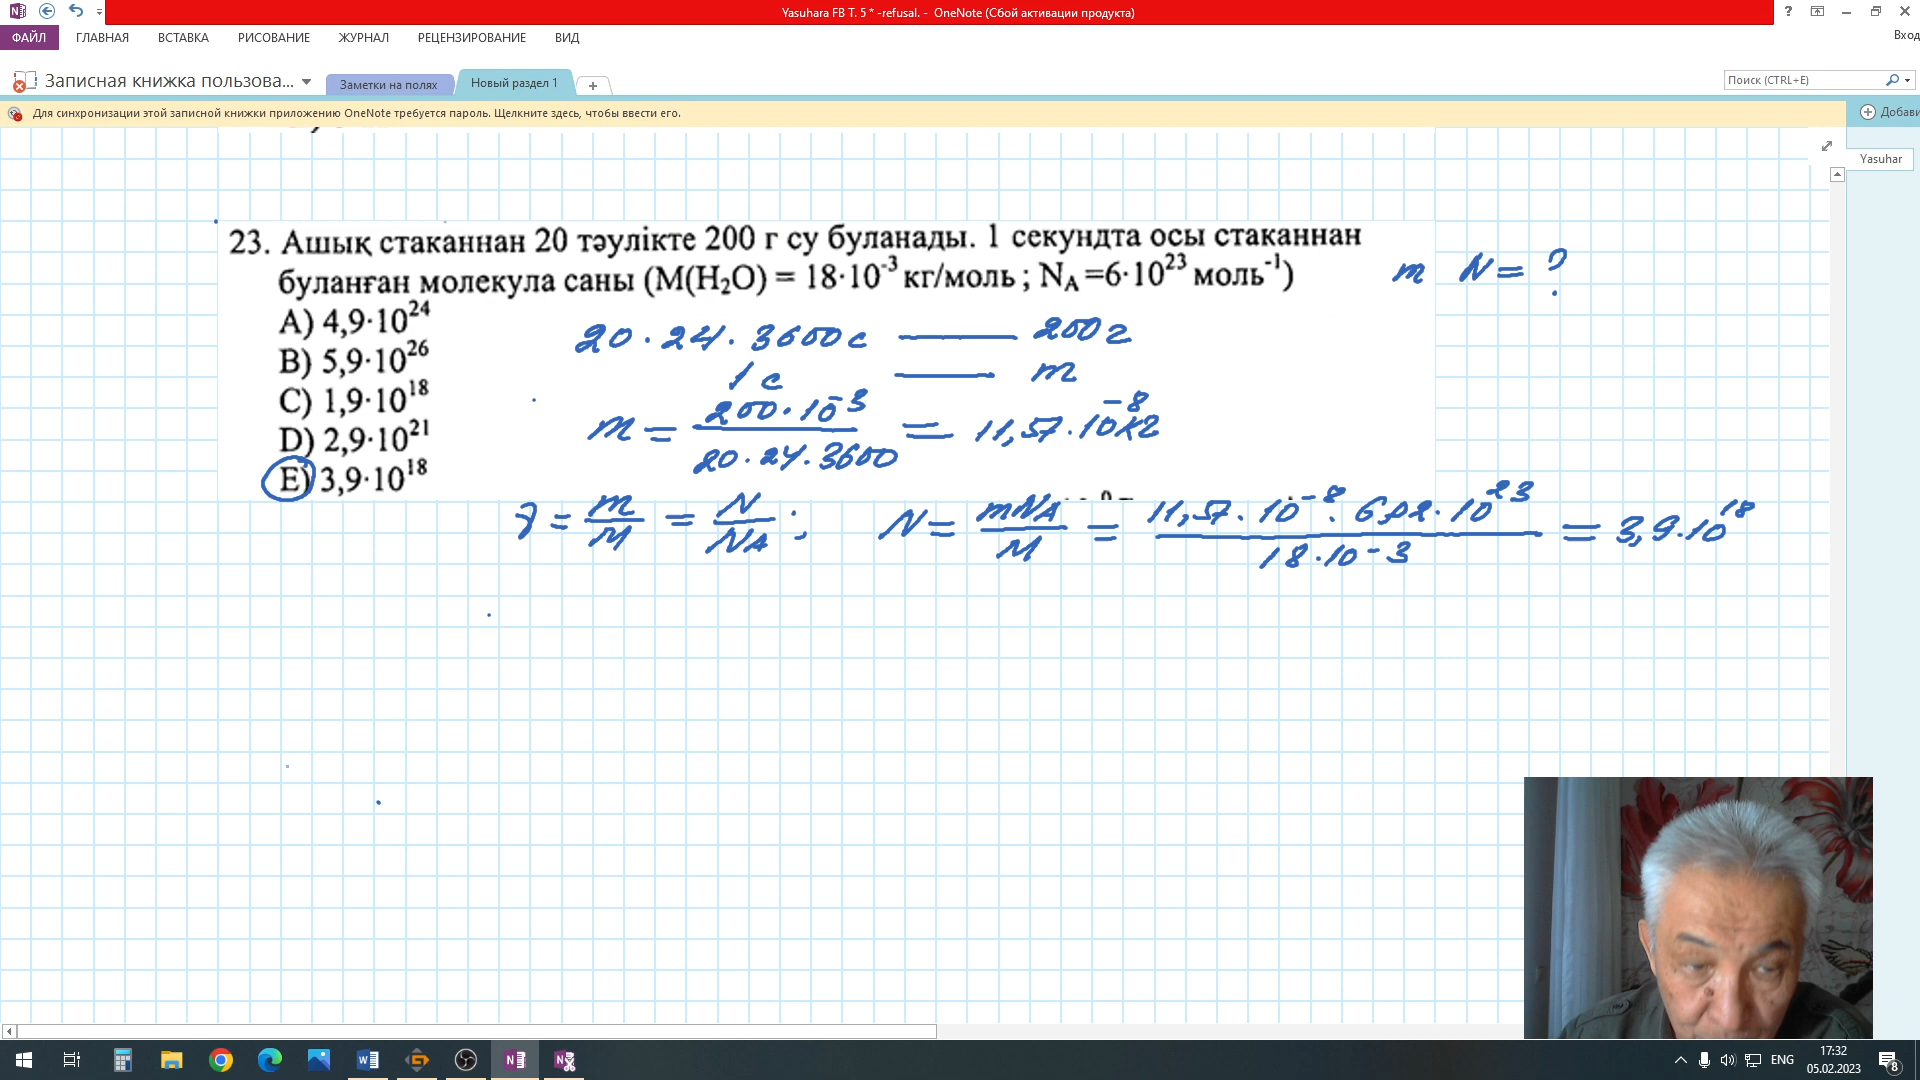 Yasuhara FB T. 5 * -refusal. - OneNote (Сбой активации продукта)
ФАЙЛ ГЛАВНАЯ ВСТАВКА РИСОВАНИЕ ЖУРНАЛ РЕЦЕНЗИРОВАНИЕ ВИД
Вход
Записная книжка пользова... Заметки на полях Новый раздел 1
Поиск (CTRL+E)
Для синхронизации этой записной книжки приложению OneNote требуется пароль. Щелкните здесь, чтобы ввести его.
Добави
Yasuhar
23. Ашық стаканнан 20 тәулікте 200 г су буланады. 1 секундта осы стаканнан
буланған молекула саны (M(H₂O) = 18·10⁻³ кг/моль ; N_A =6·10²³ моль⁻¹)
m N = ?
A) 4,9·10²⁴
B) 5,9·10²⁶
C) 1,9·10¹⁸
D) 2,9·10²¹
E) 3,9·10¹⁸
20 · 24 · 3600 с —— 200 г
1 с —— m
m = 200·10⁻³ / 20·24·3600 = 11,57·10⁻⁸ кг
γ = m/M = N/NA ; N = mNA/M = 11,57·10⁻⁸·6,02·10²³ / 18·10⁻³ = 3,9·10¹⁸
ENG
17:32
05.02.2023
8